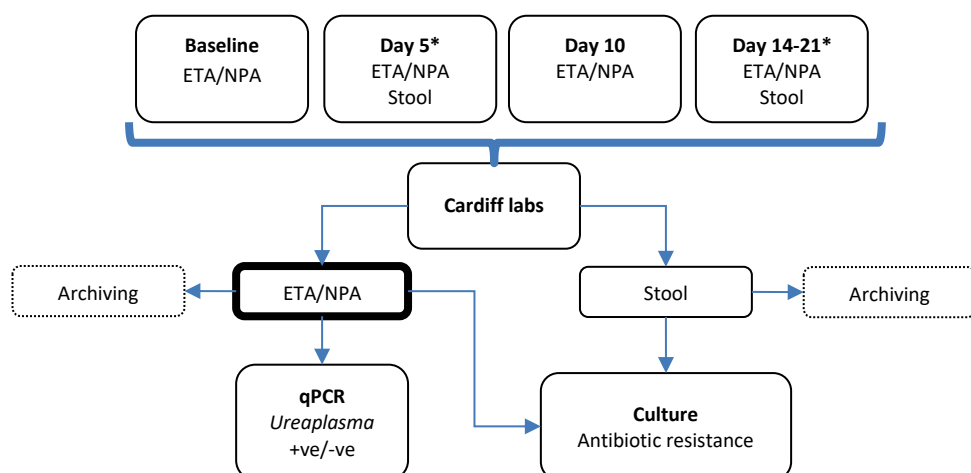 Baseline
ETA/NPA
Day 5*
ETA/NPA
Stool
Day 10
ETA/NPA
Day 14-21*
ETA/NPA
Stool
Cardiff labs
Archiving
ETA/NPA
Stool
Archiving
qPCR
Ureaplasma
+ve/-ve
Culture
Antibiotic resistance